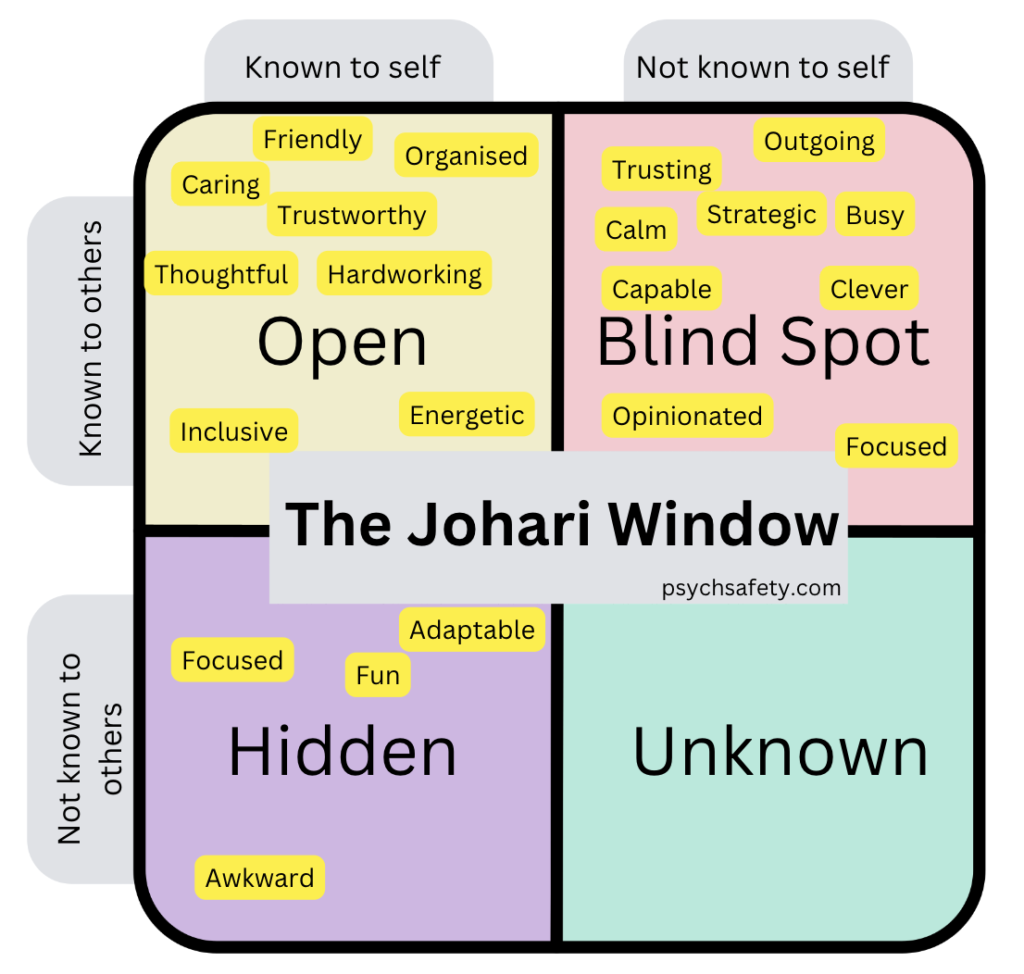 Known to self
Not known to self
Known to others
Friendly
Organised
Caring
Trustworthy
Thoughtful
Hardworking
Open
Inclusive
Energetic
Outgoing
Trusting
Strategic
Busy
Calm
Capable
Clever
Blind Spot
Opinionated
Focused
The Johari Window
psychsafety.com
Not known to
others
Adaptable
Focused
Fun
Hidden
Awkward
Unknown